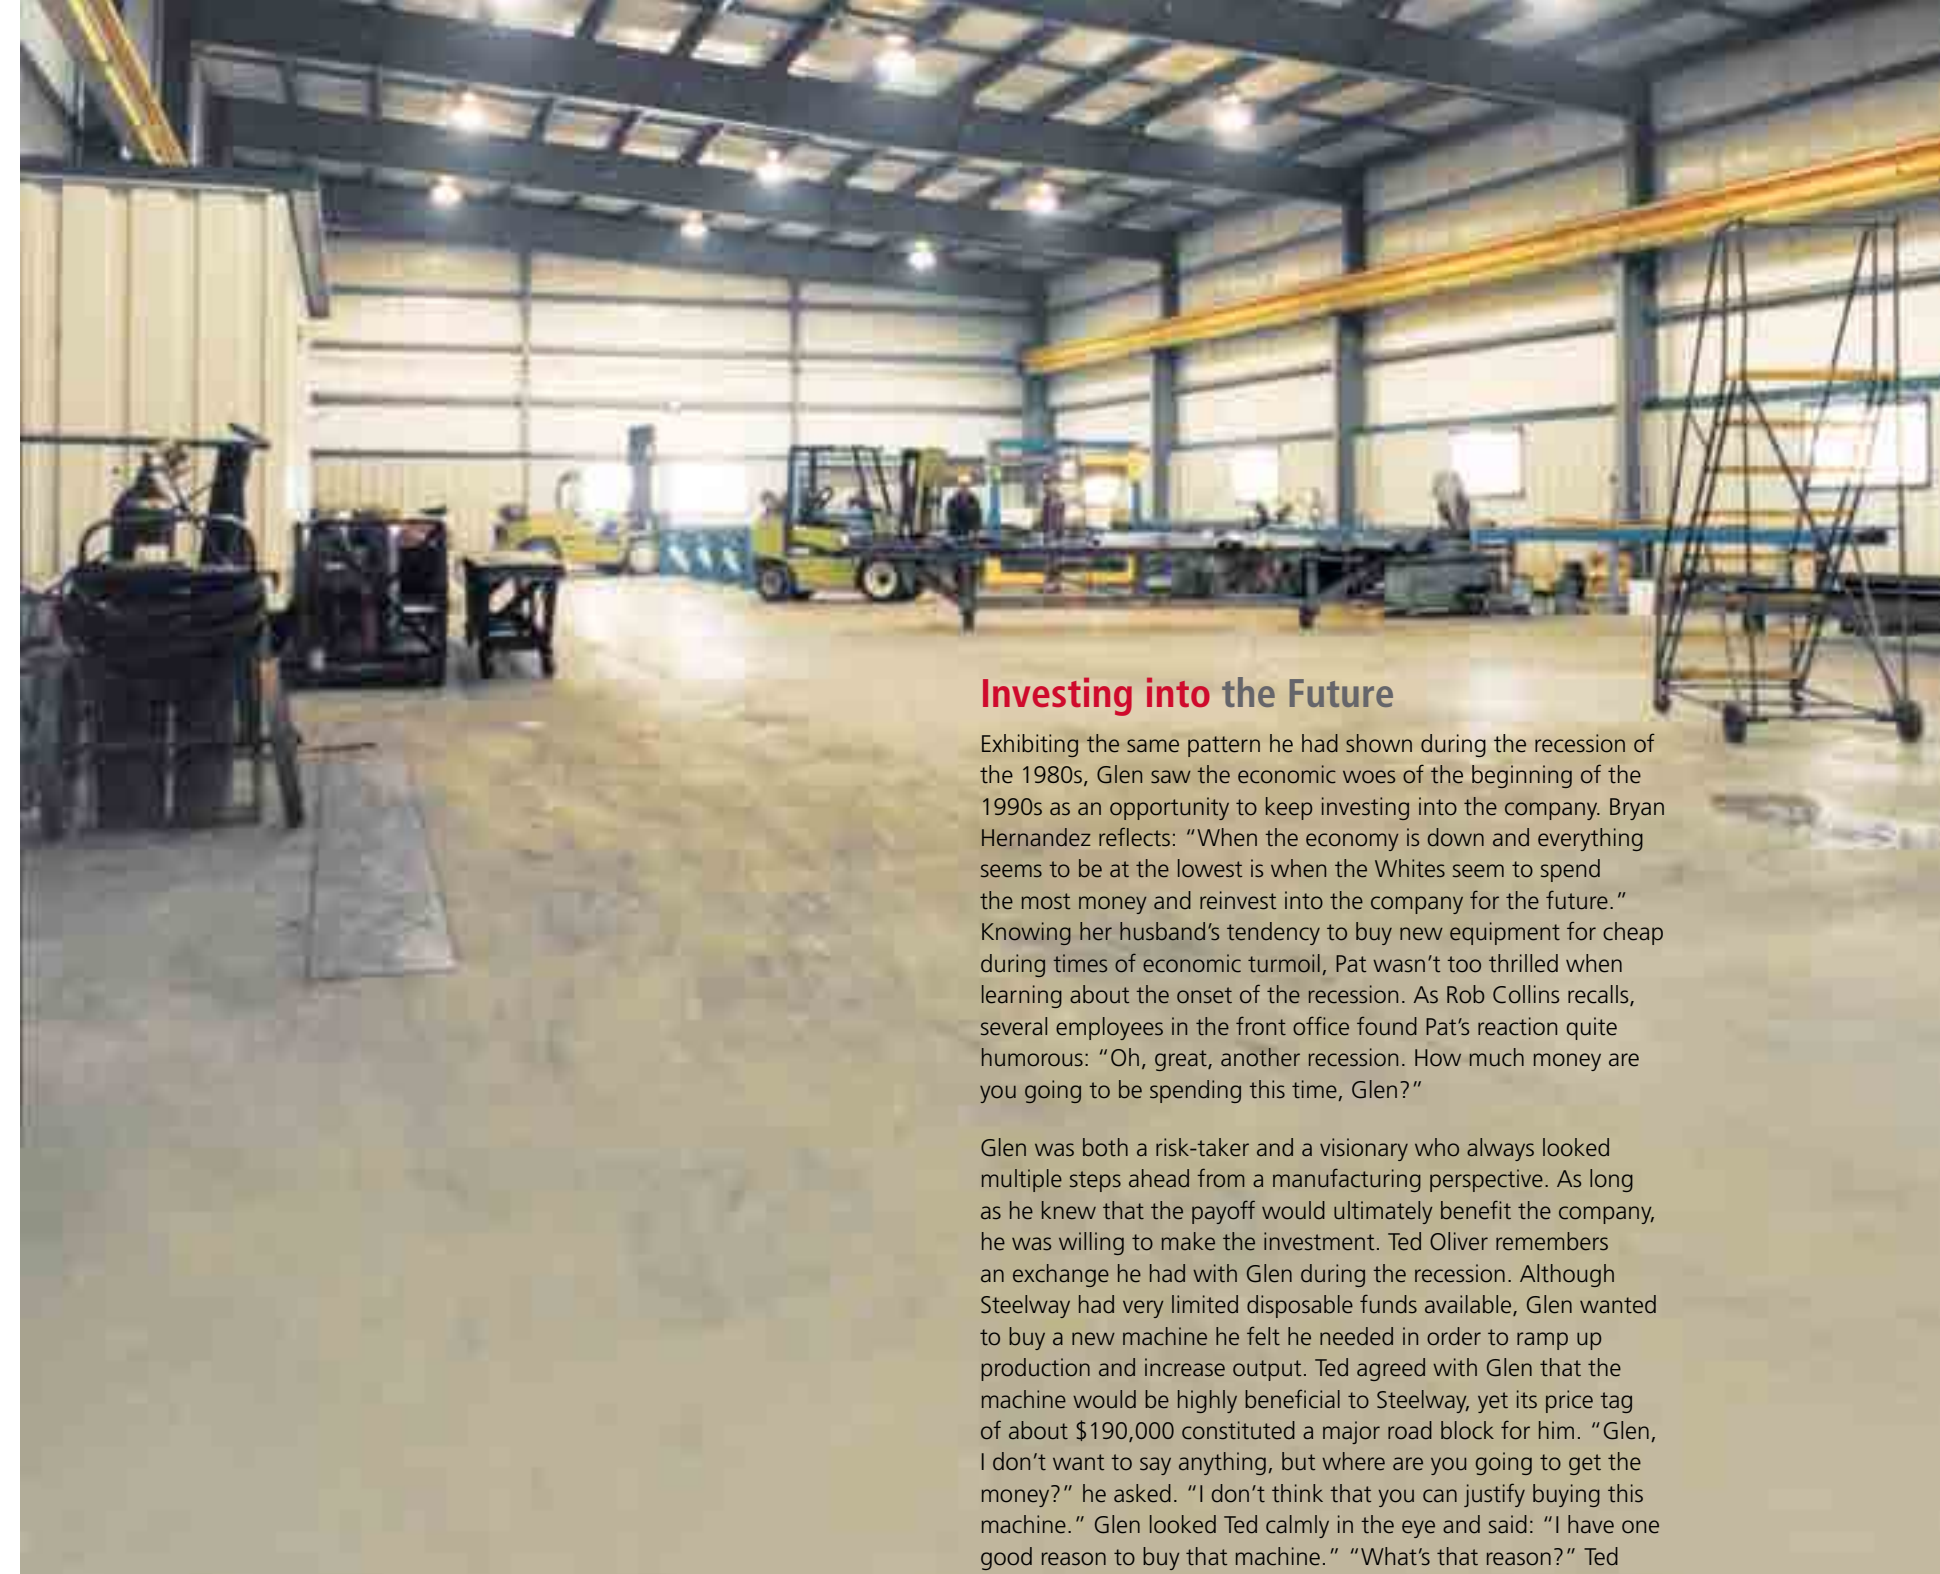 Investing into the Future
Exhibiting the same pattern he had shown during the recession of
the 1980s, Glen saw the economic woes of the beginning of the
1990s as an opportunity to keep investing into the company. Bryan
Hernandez reflects: “When the economy is down and everything
seems to be at the lowest is when the Whites seem to spend
the most money and reinvest into the company for the future.”
Knowing her husband’s tendency to buy new equipment for cheap
during times of economic turmoil, Pat wasn’t too thrilled when
learning about the onset of the recession. As Rob Collins recalls,
several employees in the front office found Pat’s reaction quite
humorous: “Oh, great, another recession. How much money are
you going to be spending this time, Glen?”
Glen was both a risk-taker and a visionary who always looked
multiple steps ahead from a manufacturing perspective. As long
as he knew that the payoff would ultimately benefit the company,
he was willing to make the investment. Ted Oliver remembers
an exchange he had with Glen during the recession. Although
Steelway had very limited disposable funds available, Glen wanted
to buy a new machine he felt he needed in order to ramp up
production and increase output. Ted agreed with Glen that the
machine would be highly beneficial to Steelway, yet its price tag
of about $190,000 constituted a major road block for him. “Glen,
I don’t want to say anything, but where are you going to get the
money?” he asked. “I don’t think that you can justify buying this
machine.” Glen looked Ted calmly in the eye and said: “I have one
good reason to buy that machine.” “What’s that reason?” Ted